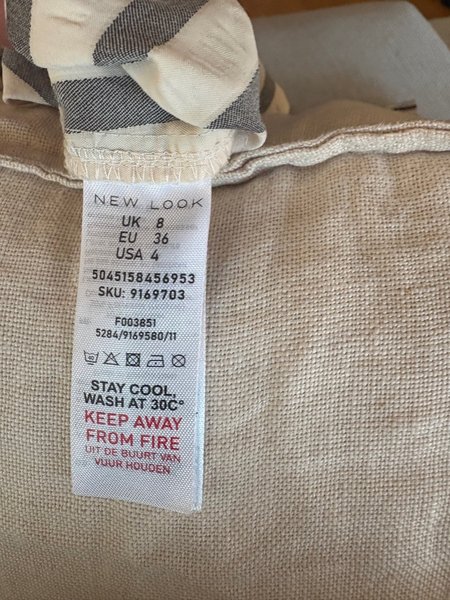 NEW LOOK
UK 8
EU 36
USA 4
5045158456953
SKU: 9169703
F003851
5284/9169580/11
STAY COOL,
WASH AT 30C°
KEEP AWAY
FROM FIRE
UIT DE BUURT VAN
VUUR HOUDEN